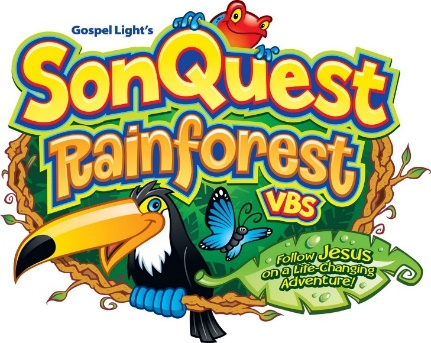 Gospel Light's
SonQuest
Rainforest
VBS
Follow Jesus
on a Life-Changing
Adventure!